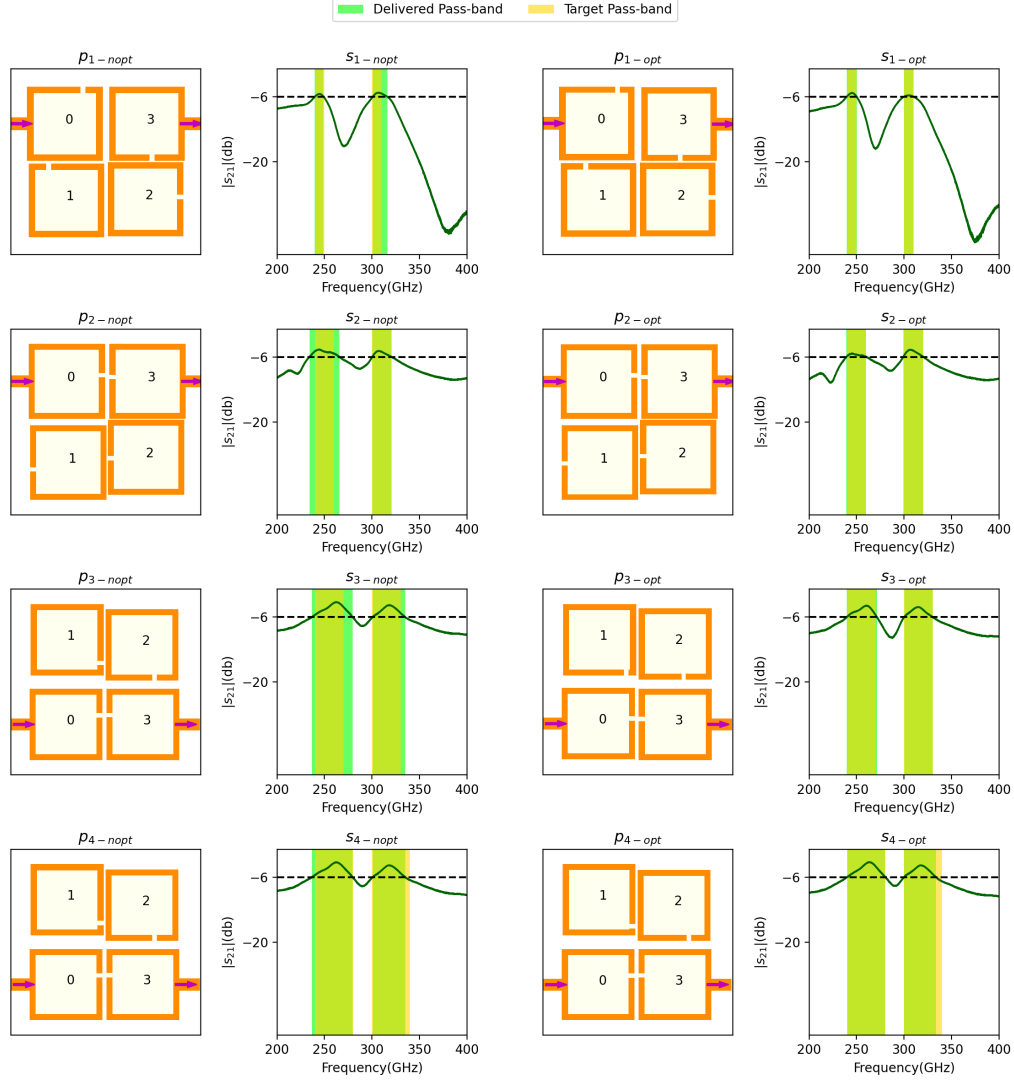 Delivered Pass-band Target Pass-band
p1−nopt s1−nopt p1−opt s1−opt
−6 −6
0 3 0 3
|s21|(db) −20 |s21|(db) −20
1 2 1 2
200 250 300 350 400 200 250 300 350 400
Frequency(GHz) Frequency(GHz)
p2−nopt s2−nopt p2−opt s2−opt
−6 −6
0 3 0 3
|s21|(db) −20 |s21|(db) −20
1 2 1 2
200 250 300 350 400 200 250 300 350 400
Frequency(GHz) Frequency(GHz)
p3−nopt s3−nopt p3−opt s3−opt
−6 −6
1 2 1 2
|s21|(db) −20 |s21|(db) −20
0 3 0 3
200 250 300 350 400 200 250 300 350 400
Frequency(GHz) Frequency(GHz)
p4−nopt s4−nopt p4−opt s4−opt
−6 −6
1 2 1 2
|s21|(db) −20 |s21|(db) −20
0 3 0 3
200 250 300 350 400 200 250 300 350 400
Frequency(GHz) Frequency(GHz)